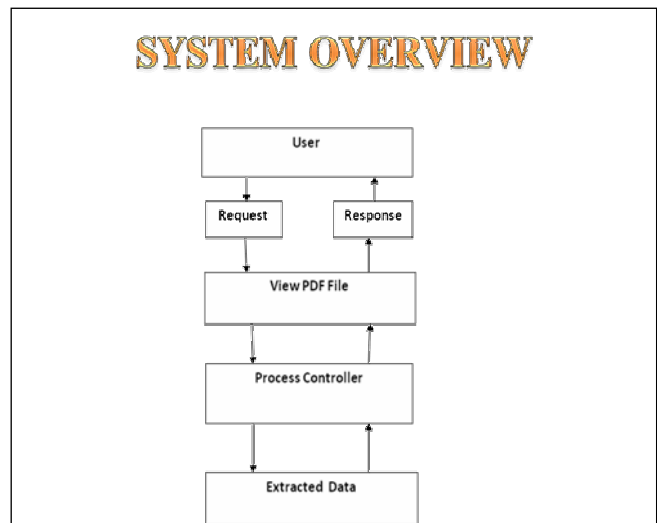 SYSTEM OVERVIEW
User
Request
Response
View PDF File
Process Controller
Extracted Data